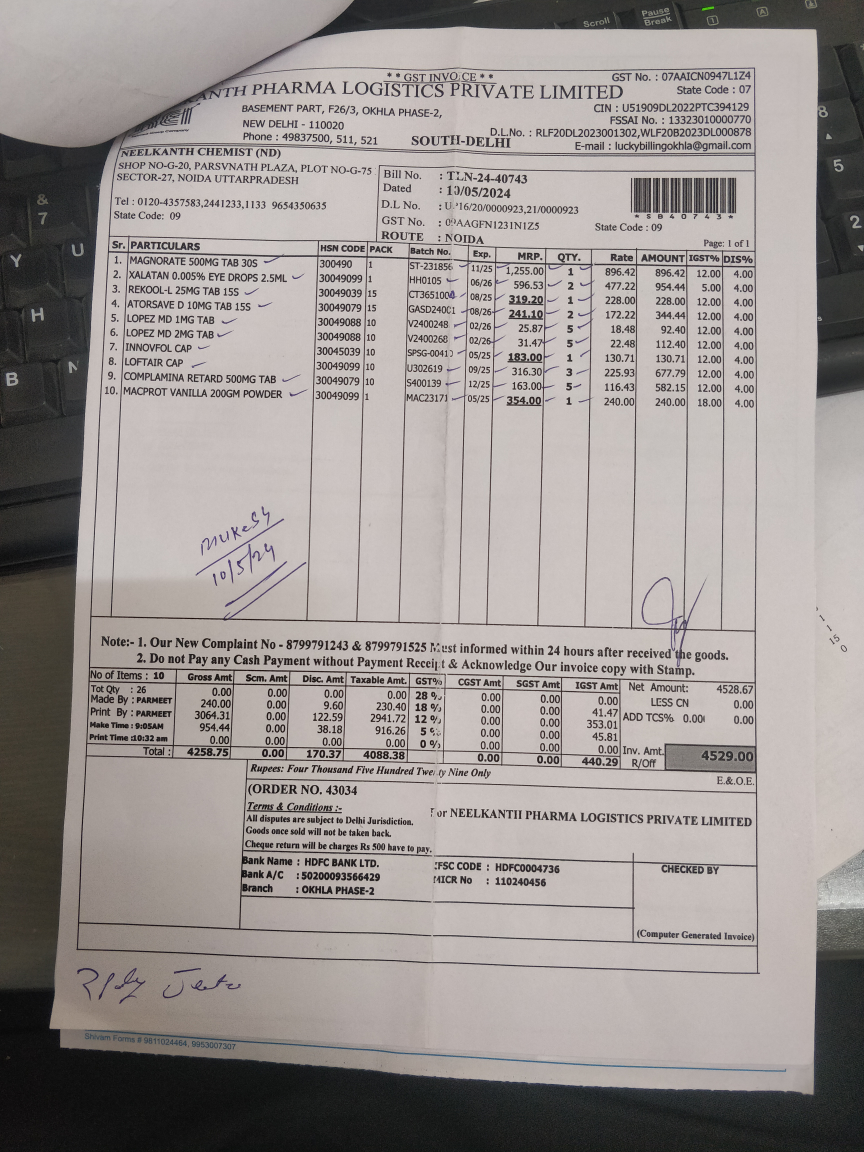 Scroll Pause Break
* * GST INVOICE * *
GST No. : 07AAICN0947L1Z4
KANTH PHARMA LOGISTICS PRIVATE LIMITED
State Code : 07
BASEMENT PART, F26/3, OKHLA PHASE-2,
CIN : U51909DL2022PTC394129
NEW DELHI - 110020
FSSAI No. : 13323010000770
Phone : 49837500, 511, 521
SOUTH-DELHI
D.L.No. : RLF20DL2023001302,WLF20B2023DL000878
E-mail : luckybillingokhla@gmail.com
NEELKANTH CHEMIST (ND)
SHOP NO-G-20, PARSVNATH PLAZA, PLOT NO-G-75
SECTOR-27, NOIDA UTTARPRADESH
Tel : 0120-4357583,2441233,1133 9654350635
State Code: 09
Bill No. : TLN-24-40743
Dated : 10/05/2024
D.L No. : U.P16/20/0000923,21/0000923
GST No. : 09AAGFN1231N1Z5
State Code : 09
ROUTE : NOIDA
*SB40743*
Page: 1 of 1
Sr. PARTICULARS HSN CODE PACK Batch No. Exp. MRP. QTY. Rate AMOUNT IGST% DIS%
1. MAGNORATE 500MG TAB 30S 300490 1 ST-231856 11/25 1,255.00 1 896.42 896.42 12.00 4.00
2. XALATAN 0.005% EYE DROPS 2.5ML 30049099 1 HH0105 06/26 596.53 2 477.22 954.44 5.00 4.00
3. REKOOL-L 25MG TAB 15S 30049039 15 CT3651004 08/25 319.20 1 228.00 228.00 12.00 4.00
4. ATORSAVE D 10MG TAB 15S 30049079 15 GASD24001 08/26 241.10 2 172.22 344.44 12.00 4.00
5. LOPEZ MD 1MG TAB 30049088 10 V2400248 02/26 25.87 5 18.48 92.40 12.00 4.00
6. LOPEZ MD 2MG TAB 30049088 10 V2400268 02/26 31.47 5 22.48 112.40 12.00 4.00
7. INNOVFOL CAP 30045039 10 SPSG-00417 05/25 183.00 1 130.71 130.71 12.00 4.00
8. LOFTAIR CAP 30049099 10 U302619 09/25 316.30 3 225.93 677.79 12.00 4.00
9. COMPLAMINA RETARD 500MG TAB 30049079 10 S400139 12/25 163.00 5 116.43 582.15 12.00 4.00
10. MACPROT VANILLA 200GM POWDER 30049099 1 MAC23171 05/25 354.00 1 240.00 240.00 18.00 4.00
Mukesh
10/5/24
Note:- 1. Our New Complaint No - 8799791243 & 8799791525 Must informed within 24 hours after received the goods.
2. Do not Pay any Cash Payment without Payment Receipt & Acknowledge Our invoice copy with Stamp.
No of Items : 10 Gross Amt Scm. Amt Disc. Amt Taxable. Amt GST% CGST Amt SGST Amt IGST Amt
Tot Qty : 26 0.00 0.00 0.00 0.00 28 % 0.00 0.00 0.00
Made By : PARMEET 240.00 0.00 9.60 230.40 18 % 0.00 0.00 41.47
Print By : PARMEET 3064.31 0.00 122.59 2941.72 12 % 0.00 0.00 353.01
Make Time : 9:05AM 954.44 0.00 38.18 916.26 5 % 0.00 0.00 45.81
Print Time :10:32 am 0.00 0.00 0.00 0.00 0 % 0.00
Total : 4258.75 0.00 170.37 4088.38 0.00 0.00 440.29
Net Amount: 4528.67
LESS CN 0.00
ADD TCS% 0.00 0.00
Inv. Amt. 4529.00
R/Off
Rupees: Four Thousand Five Hundred Twenty Nine Only
E.& O.E.
(ORDER NO. 43034
Terms & Conditions :-
All disputes are subject to Delhi Jurisdiction.
Goods once sold will not be taken back.
Cheque return will be charges Rs 500 have to pay.
For NEELKANTH PHARMA LOGISTICS PRIVATE LIMITED
Bank Name : HDFC BANK LTD.
Bank A/C : 50200093566429
Branch : OKHLA PHASE-2
IFSC CODE : HDFC0004736
MICR No : 110240456
CHECKED BY
(Computer Generated Invoice)
Shivam Forms # 9811024464, 9953007307